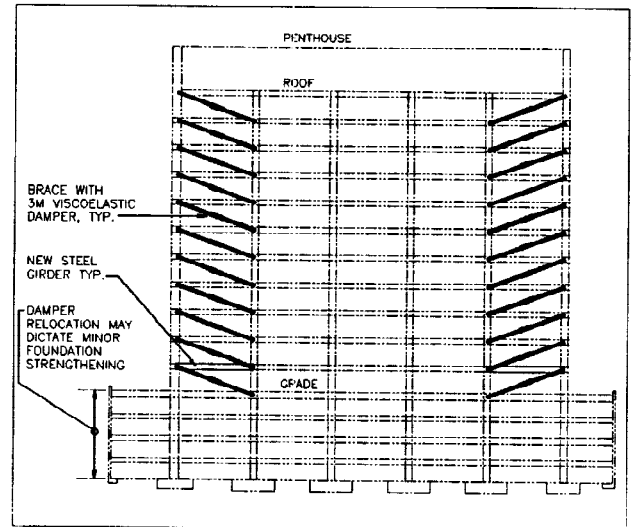 PENTHOUSE
ROOF
BRACE WITH
3M VISCOELASTIC
DAMPER, TYP.
NEW STEEL
GIRDER TYP.
DAMPER
RELOCATION MAY
DICTATE MINOR
FOUNDATION
STRENGTHENING
GRADE